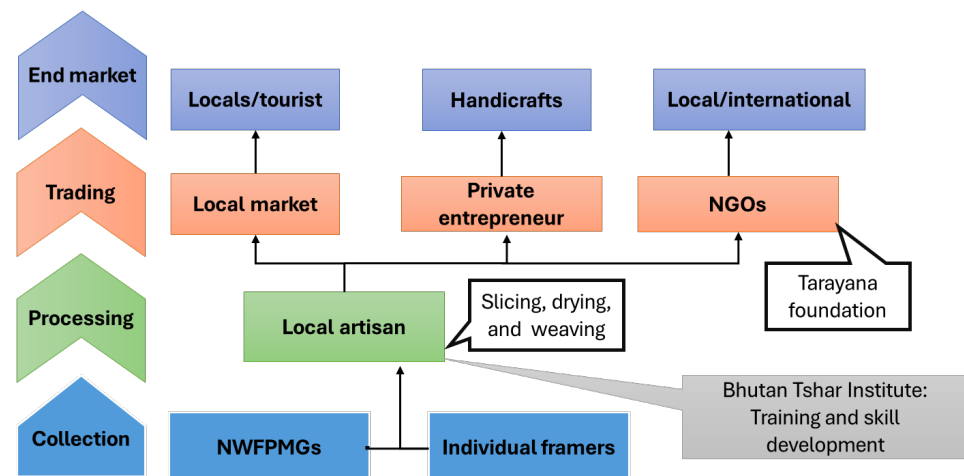 End market
Locals/tourist
Handicrafts
Local/international
Trading
Local market
Private
entrepreneur
NGOs
Tarayana
foundation
Processing
Local artisan
Slicing, drying,
and weaving
Bhutan Tshar Institute:
Training and skill
development
Collection
NWFPMGs
Individual framers